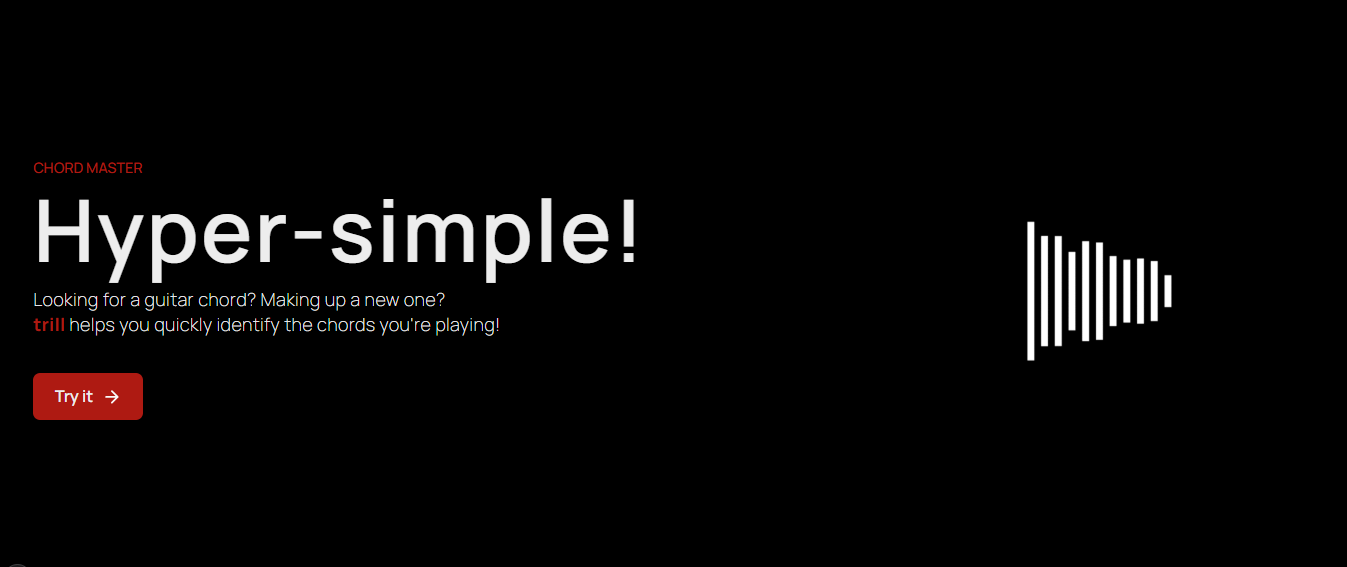 CHORD MASTER
Hyper-simple!
Looking for a guitar chord? Making up a new one?
trill helps you quickly identify the chords you're playing!
Try it →